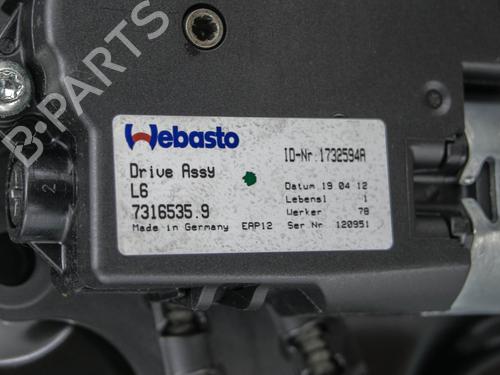 B-PARTS
Webasto
ID-Nr.1732594A
Drive Assy
L6
7316535.9
Made in Germany EAP12
Datum 19 04 12
Lebensl 1
Werker 78
Ser Nr 120951
2